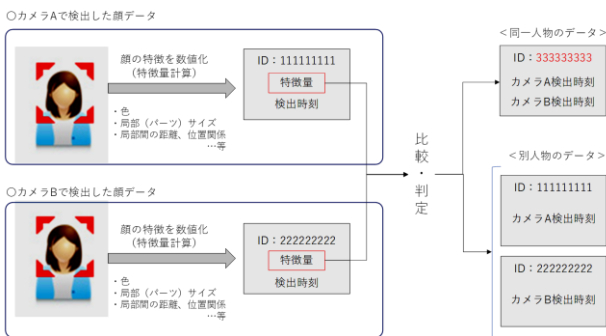 ○カメラAで検出した顔データ
顔の特徴を数値化
(特徴量計算)
・色
・局部（パーツ）サイズ
・局部間の距離、位置関係
…等
ID：111111111
特徴量
検出時刻
○カメラBで検出した顔データ
顔の特徴を数値化
(特徴量計算)
・色
・局部（パーツ）サイズ
・局部間の距離、位置関係
…等
ID：222222222
特徴量
検出時刻
比較・判定
＜同一人物のデータ＞
ID：333333333
カメラA検出時刻
カメラB検出時刻
＜別人物のデータ＞
ID：111111111
カメラA検出時刻
ID：222222222
カメラB検出時刻